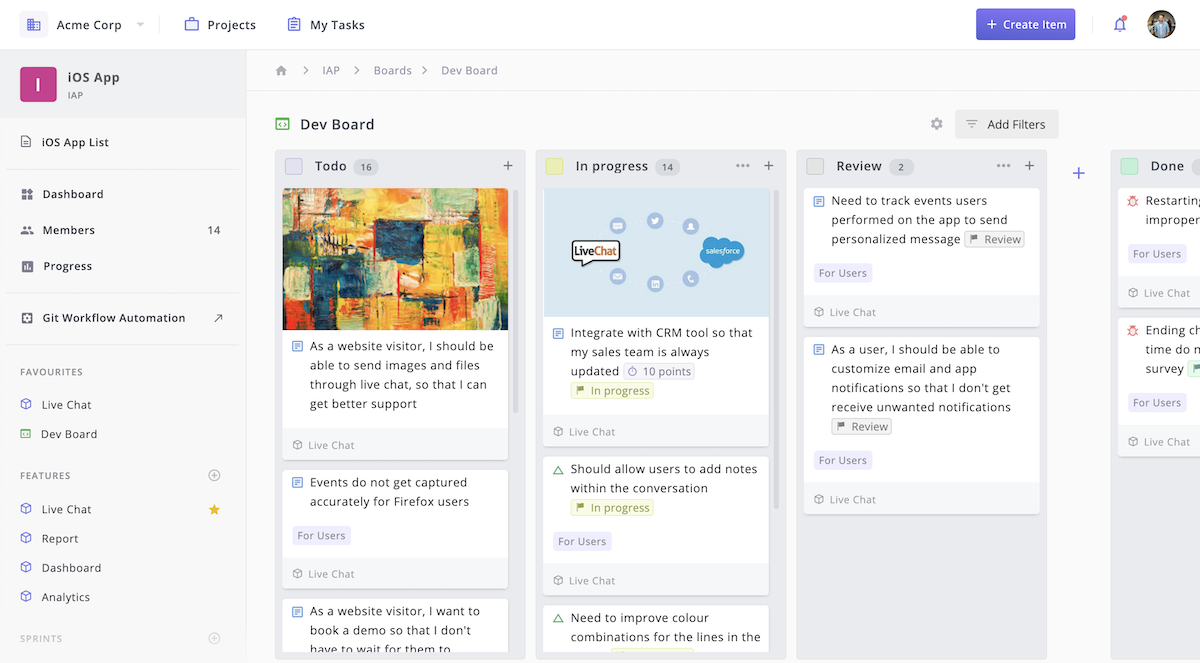 Acme Corp
Projects
My Tasks
+ Create Item
I
iOS App
IAP
iOS App List
Dashboard
Members 14
Progress
Git Workflow Automation
FAVOURITES
Live Chat
Dev Board
FEATURES
Live Chat
Report
Dashboard
Analytics
SPRINTS
IAP > Boards > Dev Board
Dev Board
Add Filters
Todo 16
As a website visitor, I should be
able to send images and files
through live chat, so that I can
get better support
Live Chat
Events do not get captured
accurately for Firefox users
For Users
Live Chat
As a website visitor, I want to
book a demo so that I don't
have to wait for them to
In progress 14
LiveChat
salesforce
Integrate with CRM tool so that
my sales team is always
updated 10 points
In progress
Live Chat
Should allow users to add notes
within the conversation
In progress
For Users
Live Chat
Need to improve colour
combinations for the lines in the
Review 2
Need to track events users
performed on the app to send
personalized message Review
For Users
Live Chat
As a user, I should be able to
customize email and app
notifications so that I don't get
receive unwanted notifications
Review
For Users
Live Chat
Done
Restarting
improper
For Users
Live Chat
Ending ch
time do n
survey
For Users
Live Chat